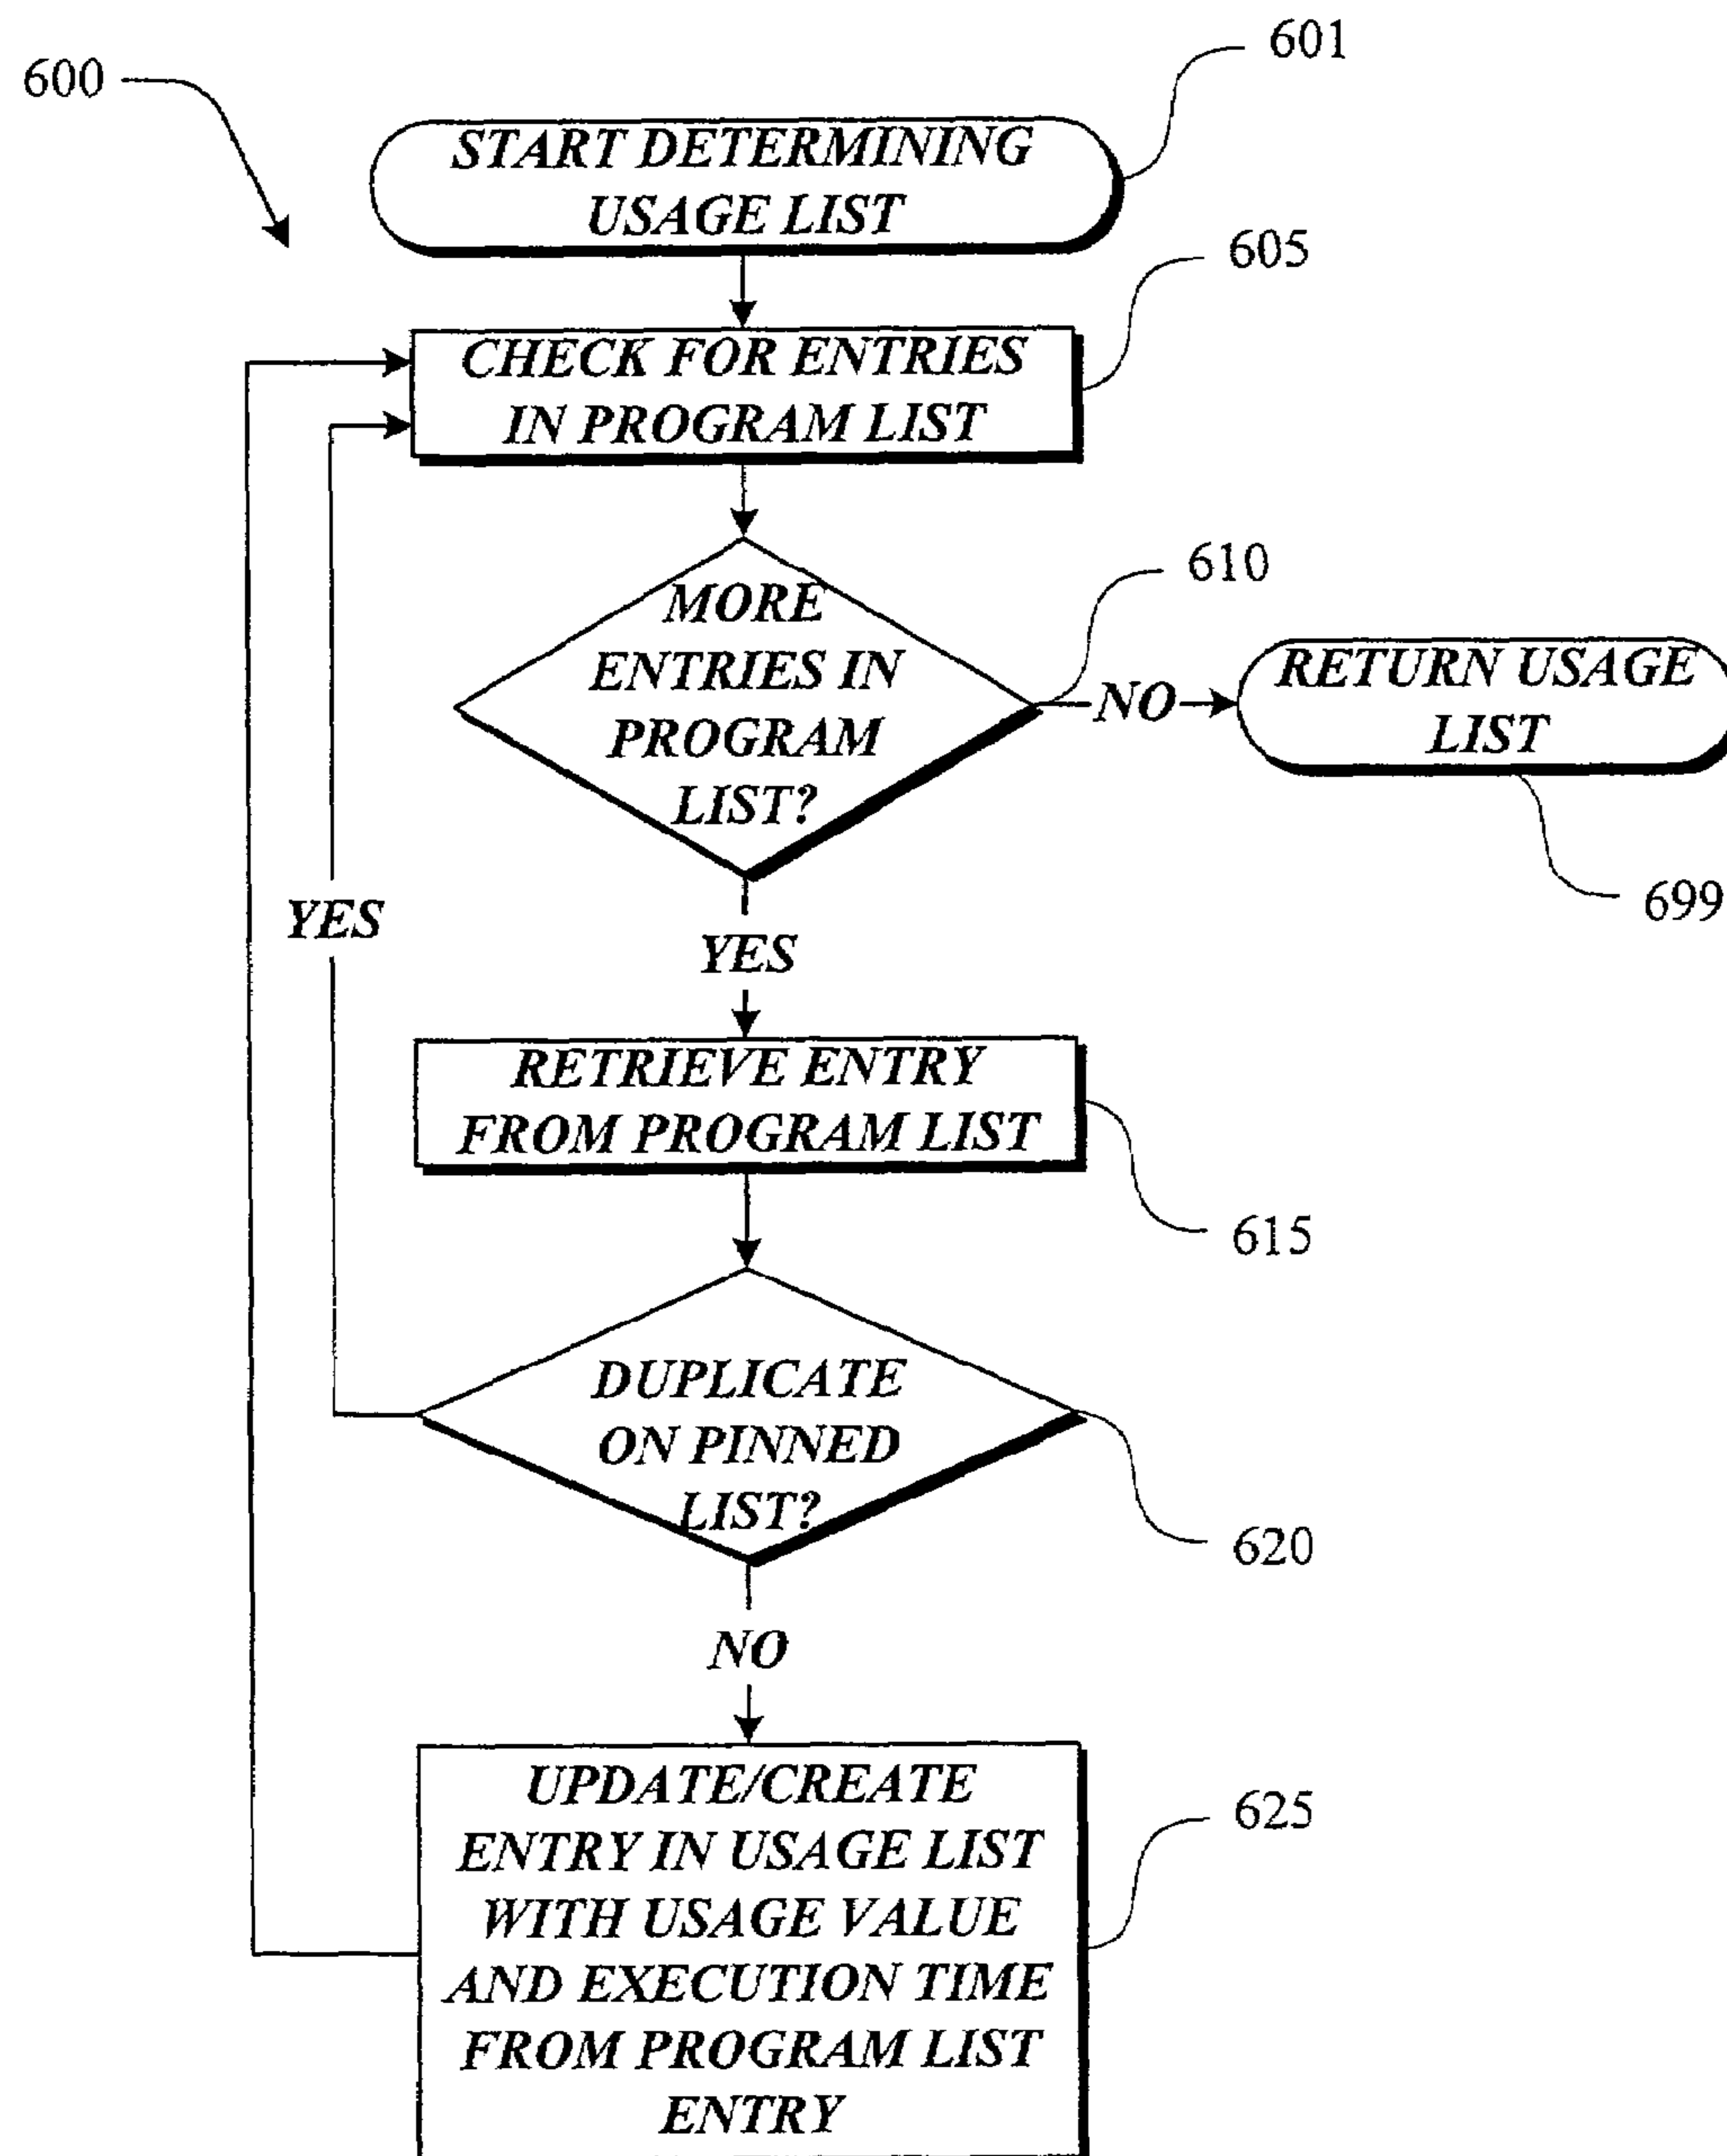 600
601
START DETERMINING
USAGE LIST
605
CHECK FOR ENTRIES
IN PROGRAM LIST
610
MORE
ENTRIES IN
PROGRAM
LIST?
NO
RETURN USAGE
LIST
699
YES
YES
RETRIEVE ENTRY
FROM PROGRAM LIST
615
DUPLICATE
ON PINNED
LIST?
620
NO
UPDATE/CREATE
ENTRY IN USAGE LIST
WITH USAGE VALUE
AND EXECUTION TIME
FROM PROGRAM LIST
ENTRY
625